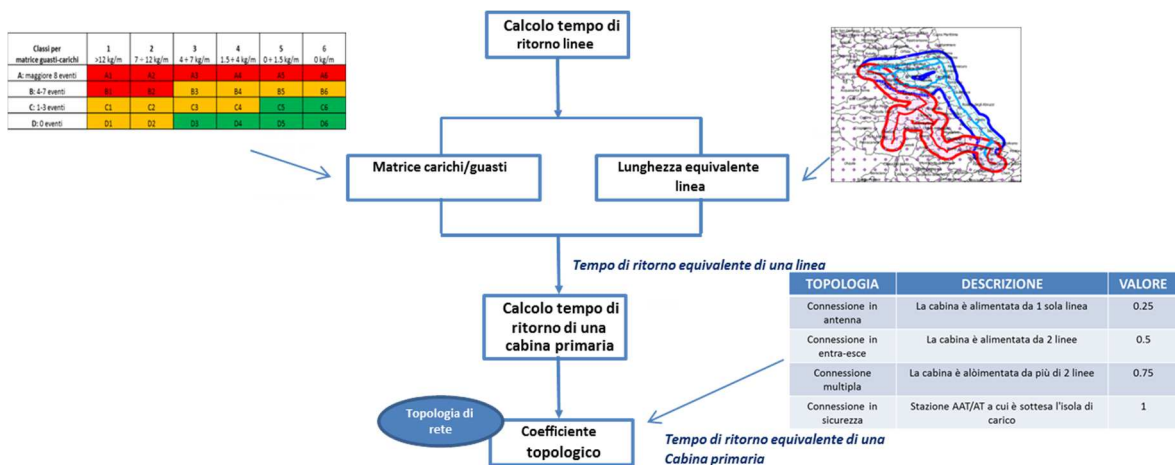 Calcolo tempo di
ritorno linee
Classi per
matrice guasti-carichi
1
>12 kg/m
2
7 ÷ 12 kg/m
3
4 ÷ 7 kg/m
4
1.5 ÷ 4 kg/m
5
0 ÷ 1.5 kg/m
6
0 kg/m
A: maggiore 8 eventi A1 A2 A3 A4 A5 A6
B: 4-7 eventi B1 B2 B3 B4 B5 B6
C: 1-3 eventi C1 C2 C3 C4 C5 C6
D: 0 eventi D1 D2 D3 D4 D5 D6
Matrice carichi/guasti
Lunghezza equivalente
linea
Tempo di ritorno equivalente di una linea
Calcolo tempo di
ritorno di una
cabina primaria
TOPOLOGIA DESCRIZIONE VALORE
Connessione in
antenna
La cabina è alimentata da 1 sola linea
0.25
Connessione in
entra-esce
La cabina è alimentata da 2 linee
0.5
Connessione
multipla
La cabina è alòimentata da più di 2 linee
0.75
Connessione in
sicurezza
Stazione AAT/AT a cui è sottesa l'isola di
carico
1
Topologia di
rete
Coefficiente
topologico
Tempo di ritorno equivalente di una
Cabina primaria